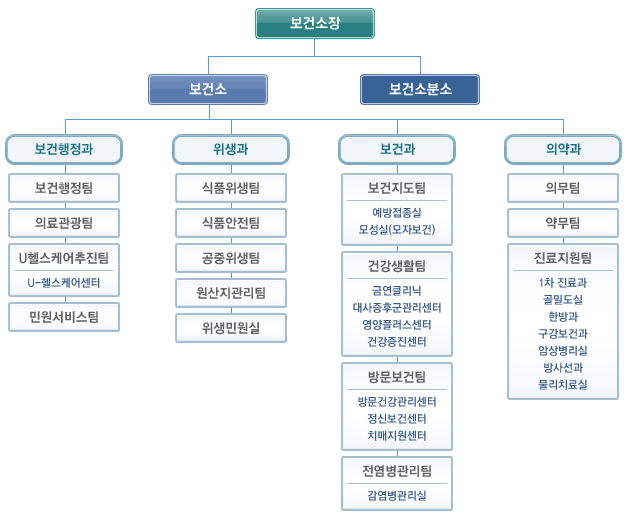 보건소장
보건소
보건소분소
보건행정과
보건행정팀
의료관광팀
U헬스케어추진팀
U-헬스케어센터
민원서비스팀
위생과
식품위생팀
식품안전팀
공중위생팀
원산지관리팀
위생민원실
보건과
보건지도팀
예방접종실
모성실(모자보건)
건강생활팀
금연클리닉
대사증후군관리센터
영양플러스센터
건강증진센터
방문보건팀
방문건강관리센터
정신보건센터
치매지원센터
전염병관리팀
감염병관리실
의약과
의무팀
약무팀
진료지원팀
1차 진료과
골밀도실
한방과
구강보건과
임상병리실
방사선과
물리치료실